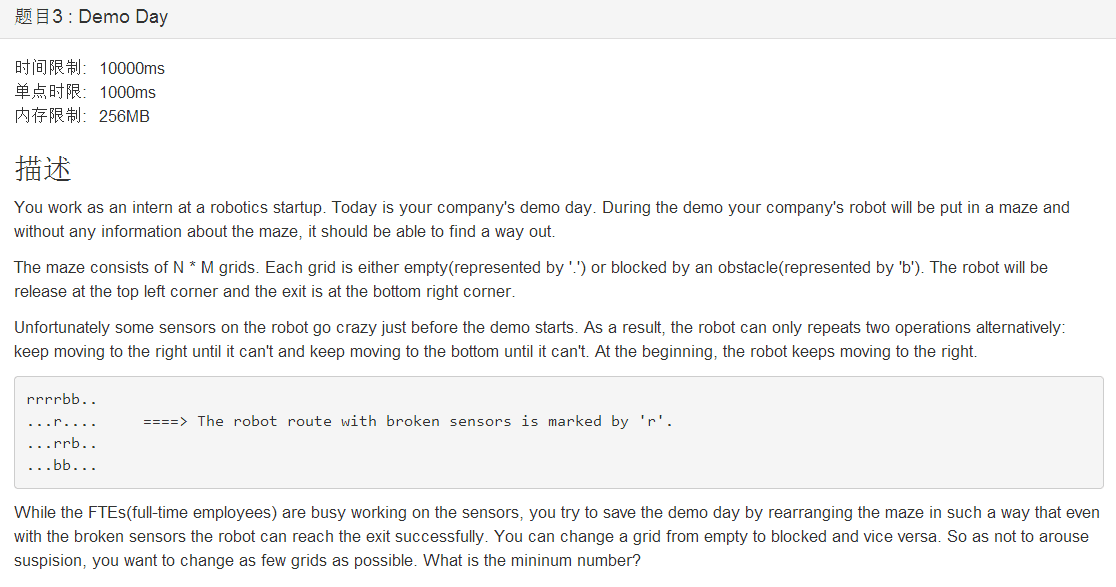 题目3 : Demo Day
时间限制: 10000ms
单点时限: 1000ms
内存限制: 256MB
描述
You work as an intern at a robotics startup. Today is your company's demo day. During the demo your company's robot will be put in a maze and
without any information about the maze, it should be able to find a way out.
The maze consists of N * M grids. Each grid is either empty(represented by '.') or blocked by an obstacle(represented by 'b'). The robot will be
release at the top left corner and the exit is at the bottom right corner.
Unfortunately some sensors on the robot go crazy just before the demo starts. As a result, the robot can only repeats two operations alternatively:
keep moving to the right until it can't and keep moving to the bottom until it can't. At the beginning, the robot keeps moving to the right.
rrrrbb..
...r....     ====> The robot route with broken sensors is marked by 'r'.
...rrb..
...bb...
While the FTEs(full-time employees) are busy working on the sensors, you try to save the demo day by rearranging the maze in such a way that even
with the broken sensors the robot can reach the exit successfully. You can change a grid from empty to blocked and vice versa. So as not to arouse
suspision, you want to change as few grids as possible. What is the mininum number?